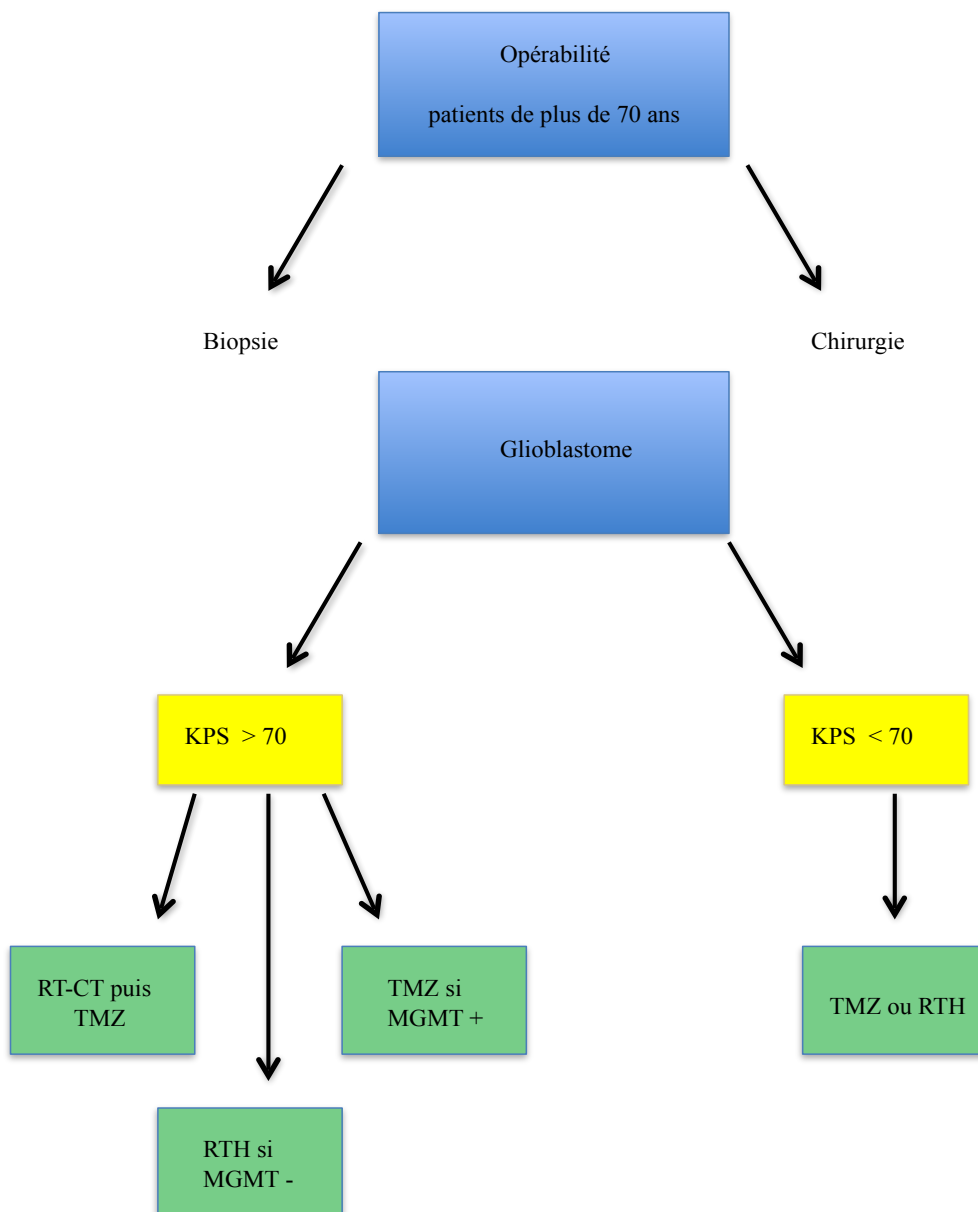 Opérabilité
patients de plus de 70 ans
Biopsie
Chirurgie
Glioblastome
KPS > 70
KPS < 70
RT-CT puis
TMZ
TMZ si
MGMT +
TMZ ou RTH
RTH si
MGMT -